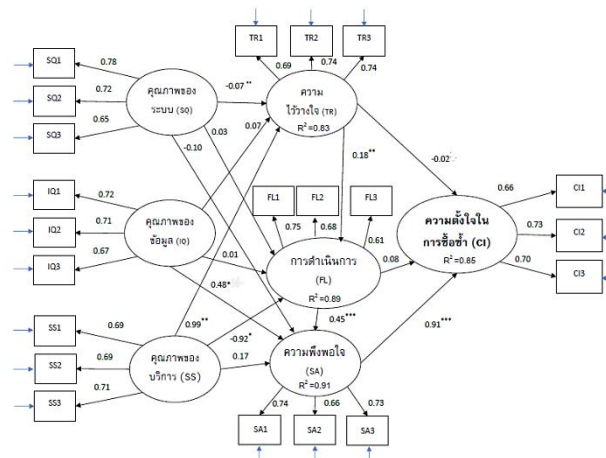 TR1 TR2 TR3
0.69 0.74 0.74
SQ1 0.78
SQ2 0.72
SQ3 0.65
คุณภาพของ
ระบบ (SQ)
-0.07**
0.03
-0.10
0.07
ความ
ไว้วางใจ (TR)
R²=0.83
0.18**
-0.02
IQ1 0.72
IQ2 0.71
IQ3 0.67
คุณภาพของ
ข้อมูล (IQ)
0.01
0.48*
FL1 FL2 FL3
0.75 0.68 0.61
การดำเนินการ
(FL)
R²=0.89
0.08
ความตั้งใจใน
การซื้อซ้ำ (CI)
R²=0.85
0.66 CI1
0.73 CI2
0.70 CI3
SS1 0.69
SS2 0.69
SS3 0.71
คุณภาพของ
บริการ (SS)
0.99**
-0.92*
0.17
0.45***
0.91***
ความพึงพอใจ
(SA)
R²=0.91
0.74 0.66 0.73
SA1 SA2 SA3